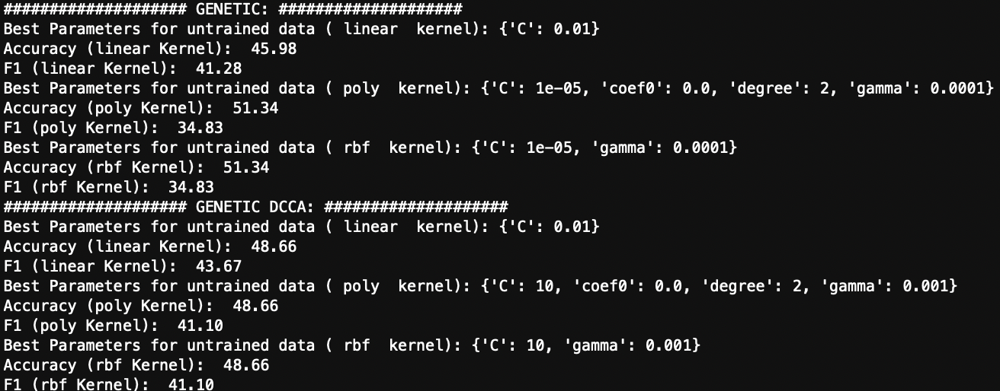 #################### GENETIC: ####################
Best Parameters for untrained data ( linear  kernel): {'C': 0.01}
Accuracy (linear Kernel):  45.98
F1 (linear Kernel):  41.28
Best Parameters for untrained data ( poly  kernel): {'C': 1e-05, 'coef0': 0.0, 'degree': 2, 'gamma': 0.0001}
Accuracy (poly Kernel):  51.34
F1 (poly Kernel):  34.83
Best Parameters for untrained data ( rbf  kernel): {'C': 1e-05, 'gamma': 0.0001}
Accuracy (rbf Kernel):  51.34
F1 (rbf Kernel):  34.83
#################### GENETIC DCCA: ####################
Best Parameters for untrained data ( linear  kernel): {'C': 0.01}
Accuracy (linear Kernel):  48.66
F1 (linear Kernel):  43.67
Best Parameters for untrained data ( poly  kernel): {'C': 10, 'coef0': 0.0, 'degree': 2, 'gamma': 0.001}
Accuracy (poly Kernel):  48.66
F1 (poly Kernel):  41.10
Best Parameters for untrained data ( rbf  kernel): {'C': 10, 'gamma': 0.001}
Accuracy (rbf Kernel):  48.66
F1 (rbf Kernel):  41.10